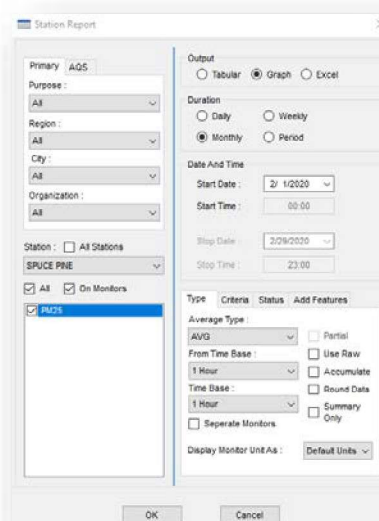 Station Report
Primary AQS
Purpose :
All
Region :
All
City :
All
Organization :
All
Station : All Stations
SPUCE PINE
All On Monitors
PM25
Output
Tabular Graph Excel
Duration
Daily Weekly
Monthly Period
Date And Time
Start Date : 2/ 1/2020
Start Time : 00:00
Stop Date : 2/29/2020
Stop Time : 23:00
Type Criteria Status Add Features
Average Type :
AVG Partial
From Time Base : Use Raw
1 Hour Accumulate
Time Base : Round Data
1 Hour Summary Only
Seperate Monitors
Display Monitor Unit As : Default Units
OK Cancel